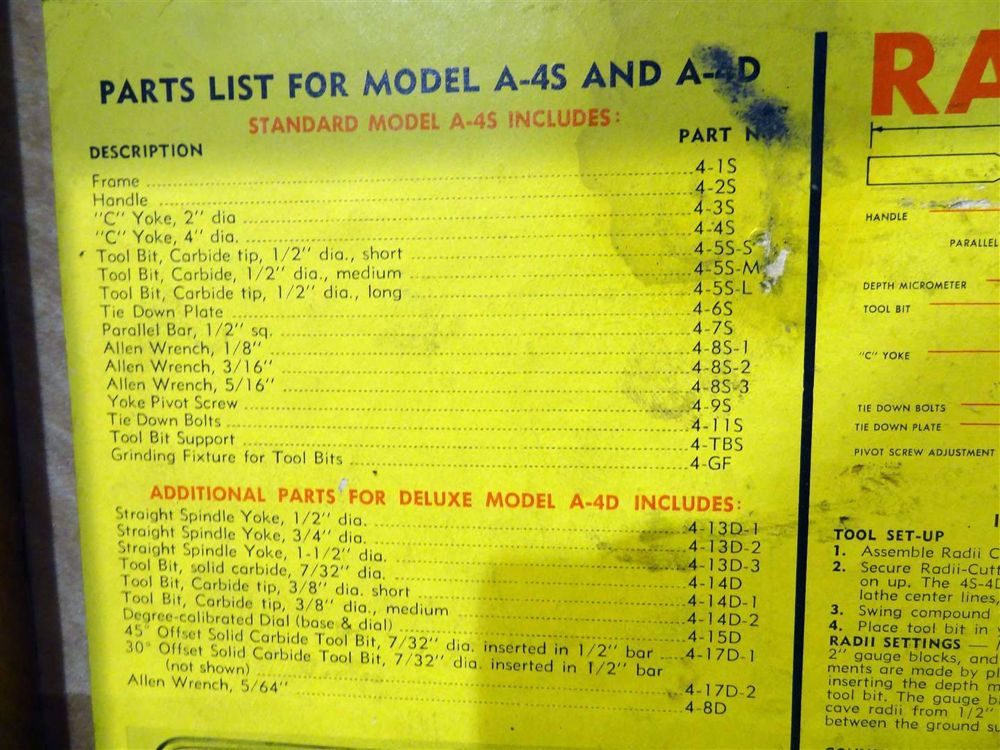 PARTS LIST FOR MODEL A-4S AND A-4D
STANDARD MODEL A-4S INCLUDES:
DESCRIPTION PART N
Frame 4-1S
Handle 4-2S
"C" Yoke, 2" dia 4-3S
"C" Yoke, 4" dia. 4-4S
Tool Bit, Carbide tip, 1/2" dia., short 4-5S-S
Tool Bit, Carbide, 1/2" dia., medium 4-5S-M
Tool Bit, Carbide tip, 1/2" dia., long 4-5S-L
Tie Down Plate 4-6S
Parallel Bar, 1/2" sq. 4-7S
Allen Wrench, 1/8" 4-8S-1
Allen Wrench, 3/16" 4-8S-2
Allen Wrench, 5/16" 4-8S-3
Yoke Pivot Screw 4-9S
Tie Down Bolts 4-11S
Tool Bit Support 4-TBS
Grinding Fixture for Tool Bits 4-GF
ADDITIONAL PARTS FOR DELUXE MODEL A-4D INCLUDES:
Straight Spindle Yoke, 1/2" dia. 4-13D-1
Straight Spindle Yoke, 3/4" dia. 4-13D-2
Straight Spindle Yoke, 1-1/2" dia. 4-13D-3
Tool Bit, solid carbide, 7/32" dia. 4-14D
Tool Bit, Carbide tip, 3/8" dia. short 4-14D-1
Tool Bit, Carbide tip, 3/8" dia., medium 4-14D-2
Degree-calibrated Dial (base & dial) 4-15D
45° Offset Solid Carbide Tool Bit, 7/32" dia. inserted in 1/2" bar 4-17D-1
30° Offset Solid Carbide Tool Bit, 7/32" dia. inserted in 1/2" bar
(not shown) 4-17D-2
Allen Wrench, 5/64" 4-8D
RA
HANDLE
PARALLEL
DEPTH MICROMETER
TOOL BIT
"C" YOKE
TIE DOWN BOLTS
TIE DOWN PLATE
PIVOT SCREW ADJUSTMENT
TOOL SET-UP
1. Assemble Radii C
2. Secure Radii-Cutt
on up. The 4S-4D
lathe center lines,
3. Swing compound
4. Place tool bit in
RADII SETTINGS —
2" gauge blocks, and
ments are made by pl
inserting the depth m
tool bit. The gauge b
cave radii from 1/2"
between the ground su